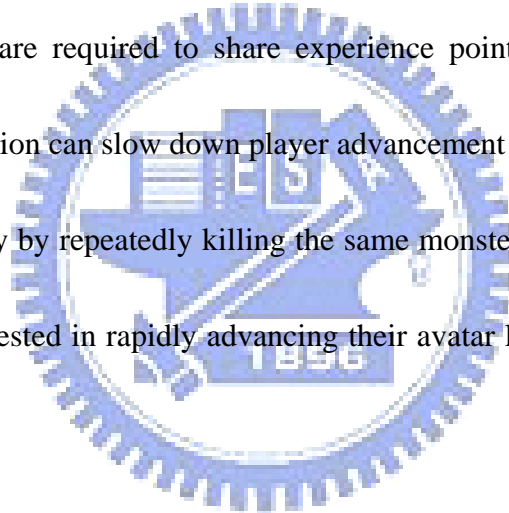 are required to share experience point
ion can slow down player advancement
E S A
y by repeatedly killing the same monste
ested in rapidly advancing their avatar l
1896